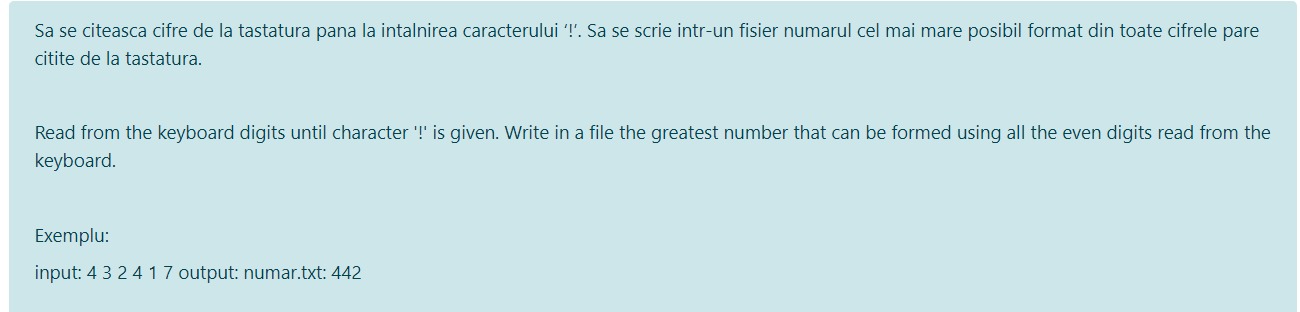 Sa se citeasca cifre de la tastatura pana la intalnirea caracterului ‘!’. Sa se scrie intr-un fisier numarul cel mai mare posibil format din toate cifrele pare
citite de la tastatura.
Read from the keyboard digits until character '!' is given. Write in a file the greatest number that can be formed using all the even digits read from the
keyboard.
Exemplu:
input: 4 3 2 4 1 7 output: numar.txt: 442